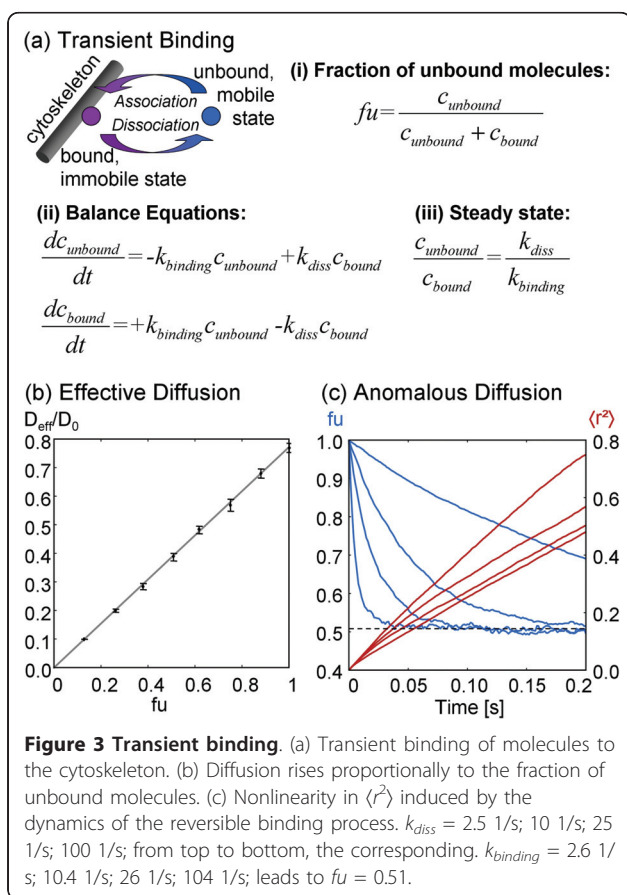 (a) Transient Binding
cytoskeleton
unbound,
mobile
state
Association
Dissociation
bound,
immobile state
(i) Fraction of unbound molecules:
fu = c_unbound / (c_unbound + c_bound)
(ii) Balance Equations:
dc_unbound/dt = -k_binding c_unbound + k_diss c_bound
dc_bound/dt = +k_binding c_unbound - k_diss c_bound
(iii) Steady state:
c_unbound/c_bound = k_diss/k_binding
(b) Effective Diffusion
D_eff/D_0
0.8
0.7
0.6
0.5
0.4
0.3
0.2
0.1
0.0
0 0.2 0.4 0.6 0.8 1
fu
(c) Anomalous Diffusion
fu
⟨r²⟩
1.0
0.9
0.8
0.7
0.6
0.5
0.4
0.8
0.6
0.4
0.2
0.0
0 0.05 0.10 0.15 0.2
Time [s]
Figure 3 Transient binding. (a) Transient binding of molecules to
the cytoskeleton. (b) Diffusion rises proportionally to the fraction of
unbound molecules. (c) Nonlinearity in ⟨r²⟩ induced by the
dynamics of the reversible binding process. k_diss = 2.5 1/s; 10 1/s; 25
1/s; 100 1/s; from top to bottom, the corresponding. k_binding = 2.6 1/
s; 10.4 1/s; 26 1/s; 104 1/s; leads to fu = 0.51.